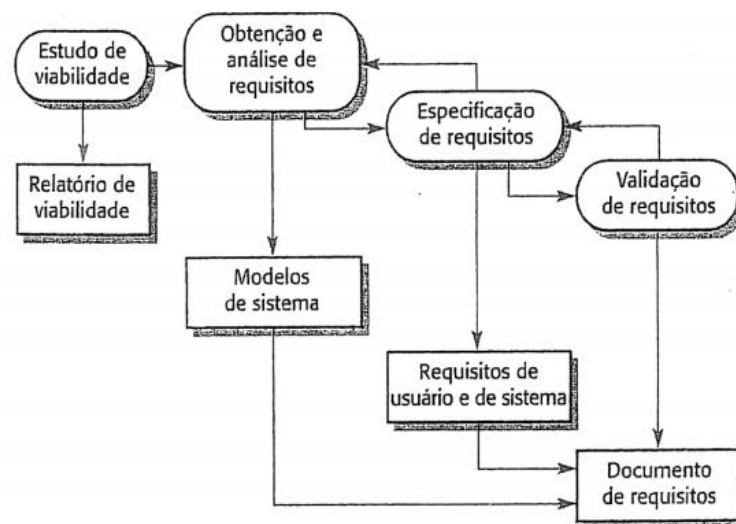 Estudo de
viabilidade
Obtenção e
análise de
requisitos
Especificação
de requisitos
Validação
de requisitos
Relatório de
viabilidade
Modelos
de sistema
Requisitos de
usuário e de sistema
Documento
de requisitos